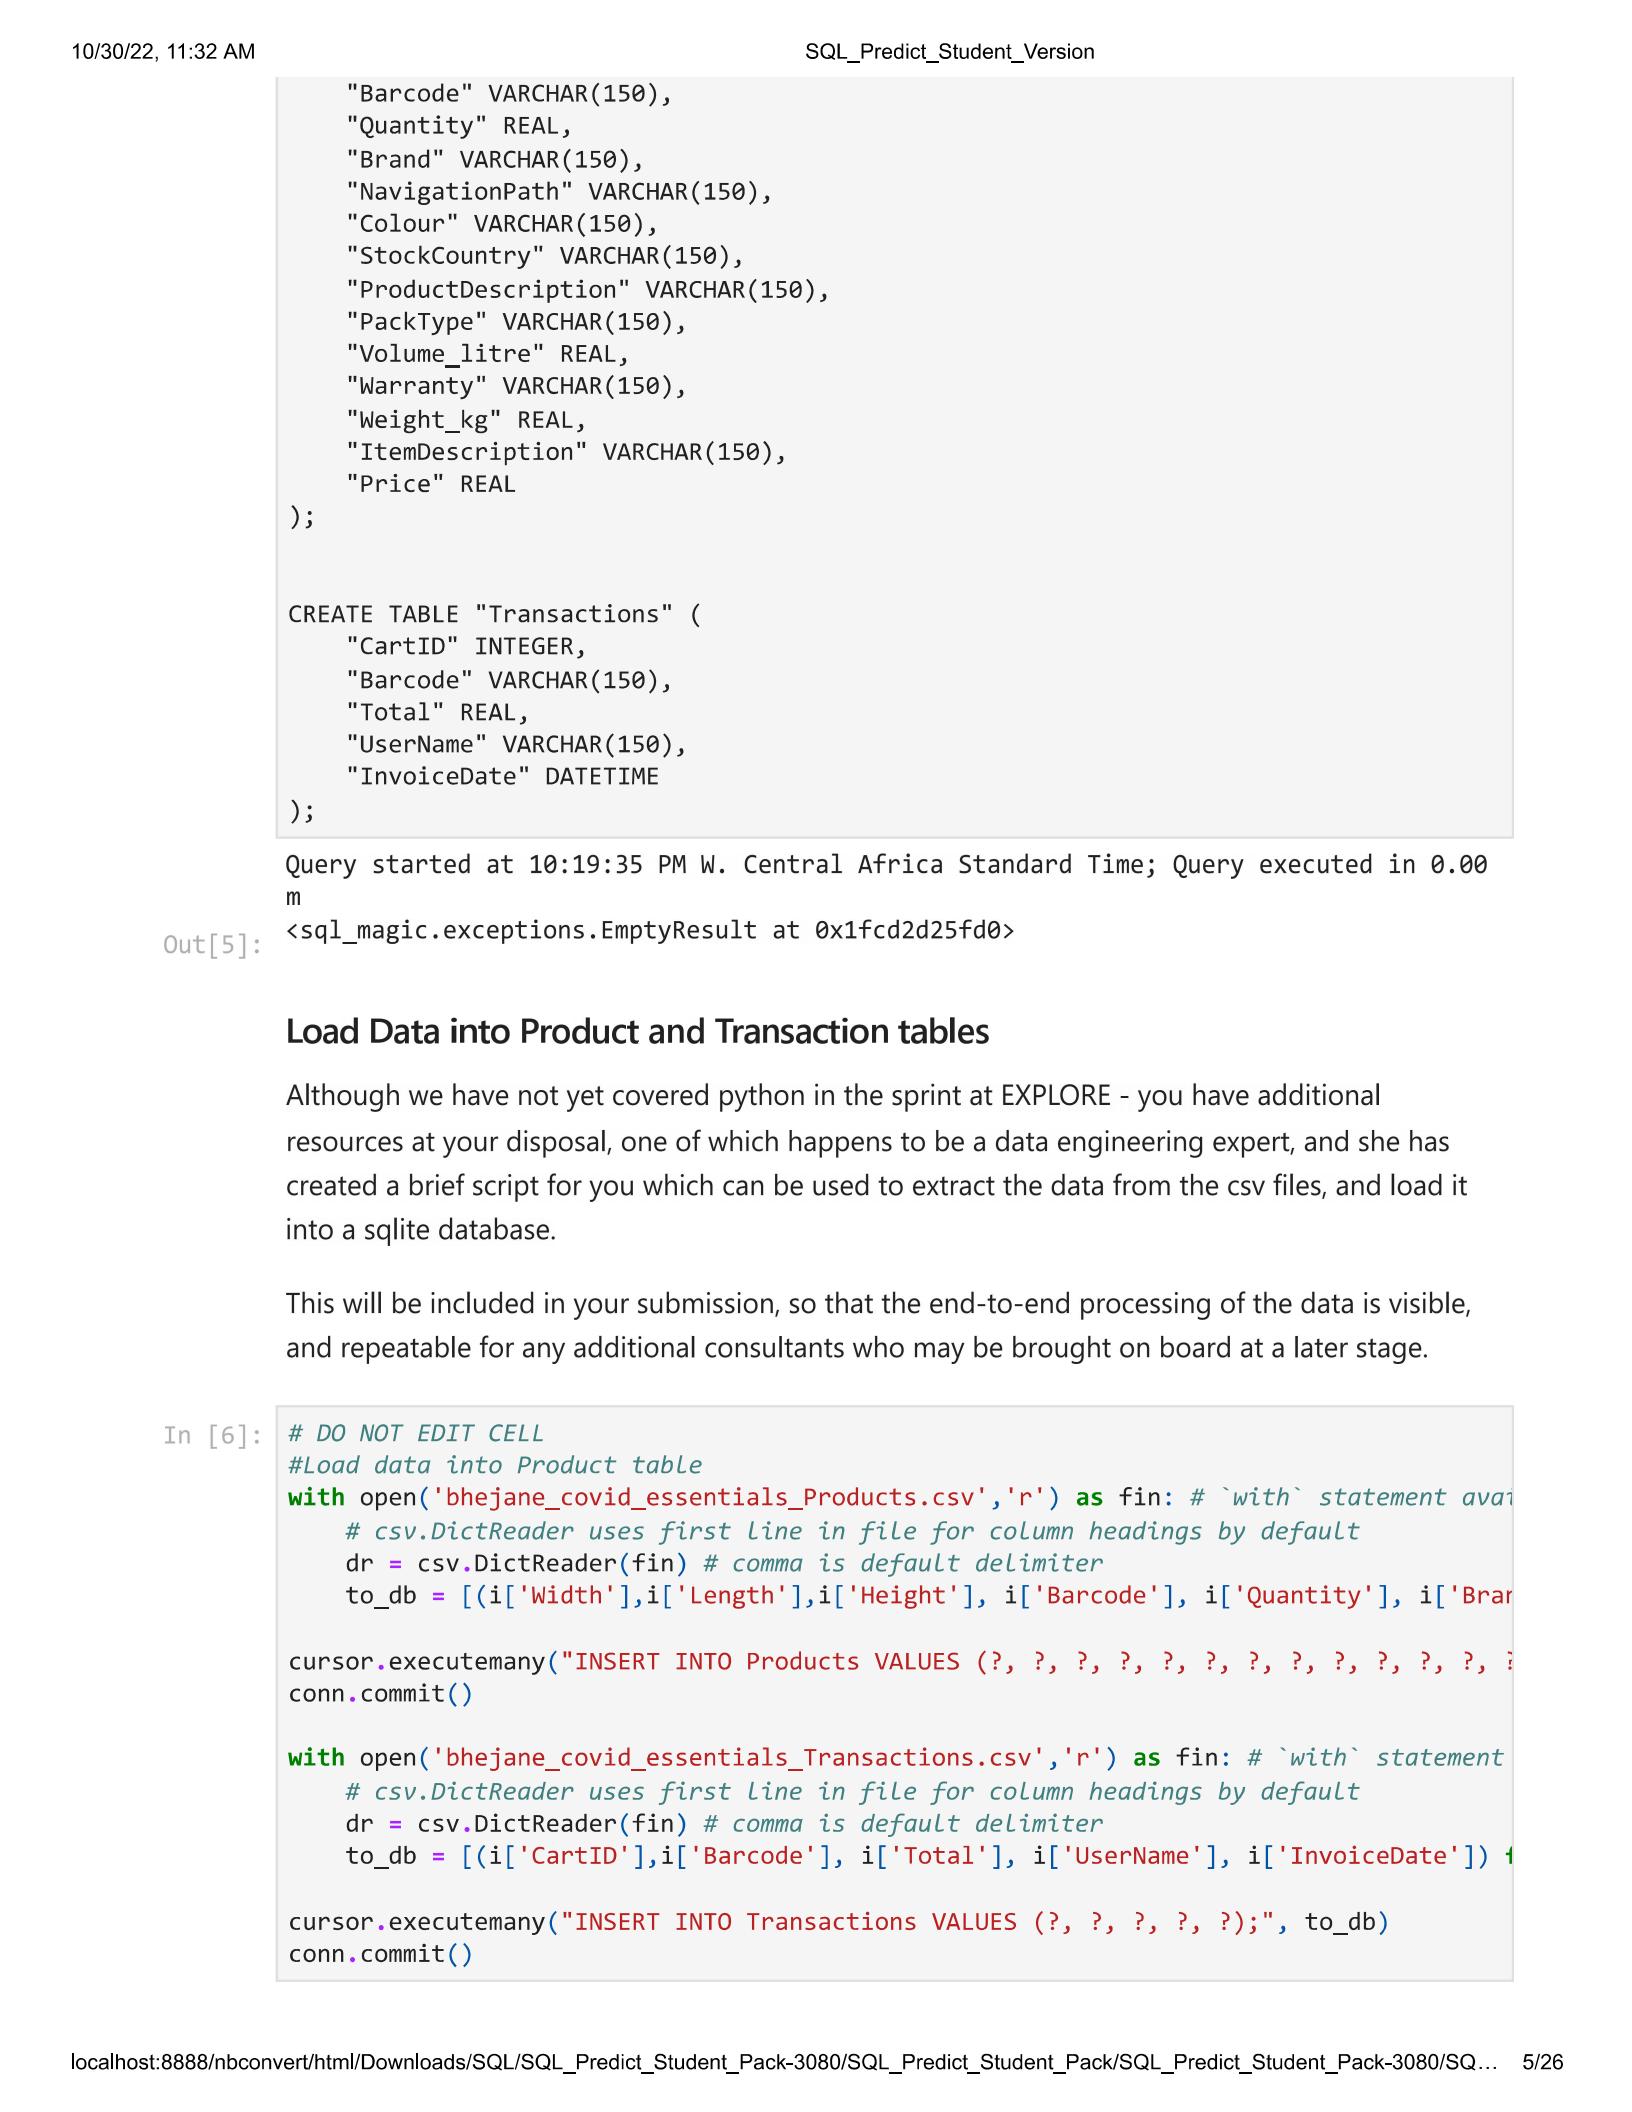 10/30/22, 11:32 AM SQL_Predict_Student_Version
"Barcode" VARCHAR(150),
"Quantity" REAL,
"Brand" VARCHAR(150),
"NavigationPath" VARCHAR(150),
"Colour" VARCHAR(150),
"StockCountry" VARCHAR(150),
"ProductDescription" VARCHAR(150),
"PackType" VARCHAR(150),
"Volume_litre" REAL,
"Warranty" VARCHAR(150),
"Weight_kg" REAL,
"ItemDescription" VARCHAR(150),
"Price" REAL
);
CREATE TABLE "Transactions" (
"CartID" INTEGER,
"Barcode" VARCHAR(150),
"Total" REAL,
"UserName" VARCHAR(150),
"InvoiceDate" DATETIME
);
Query started at 10:19:35 PM W. Central Africa Standard Time; Query executed in 0.00
m
Out[5]: <sql_magic.exceptions.EmptyResult at 0x1fcd2d25fd0>
Load Data into Product and Transaction tables
Although we have not yet covered python in the sprint at EXPLORE - you have additional
resources at your disposal, one of which happens to be a data engineering expert, and she has
created a brief script for you which can be used to extract the data from the csv files, and load it
into a sqlite database.
This will be included in your submission, so that the end-to-end processing of the data is visible,
and repeatable for any additional consultants who may be brought on board at a later stage.
In [6]: # DO NOT EDIT CELL
#Load data into Product table
with open('bhejane_covid_essentials_Products.csv','r') as fin: # `with` statement
# csv.DictReader uses first line in file for column headings by default
dr = csv.DictReader(fin) # comma is default delimiter
to_db = [(i['Width'],i['Length'],i['Height'], i['Barcode'], i['Quantity'],
cursor.executemany("INSERT INTO Products VALUES (?, ?, ?, ?, ?, ?, ?, ?, ?, ?, ?, ?,
conn.commit()
with open('bhejane_covid_essentials_Transactions.csv','r') as fin: # `with` statement
# csv.DictReader uses first line in file for column headings by default
dr = csv.DictReader(fin) # comma is default delimiter
to_db = [(i['CartID'],i['Barcode'], i['Total'], i['UserName'], i['InvoiceDate'])
cursor.executemany("INSERT INTO Transactions VALUES (?, ?, ?, ?, ?);", to_db)
conn.commit()
localhost:8888/nbconvert/html/Downloads/SQL/SQL_Predict_Student_Pack-3080/SQL_Predict_Student_Pack/SQL_Predict_Student_Pack-3080/SQ… 5/26